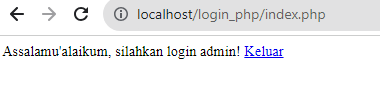 localhost/login_php/index.php
Assalamu'alaikum, silahkan login admin! Keluar